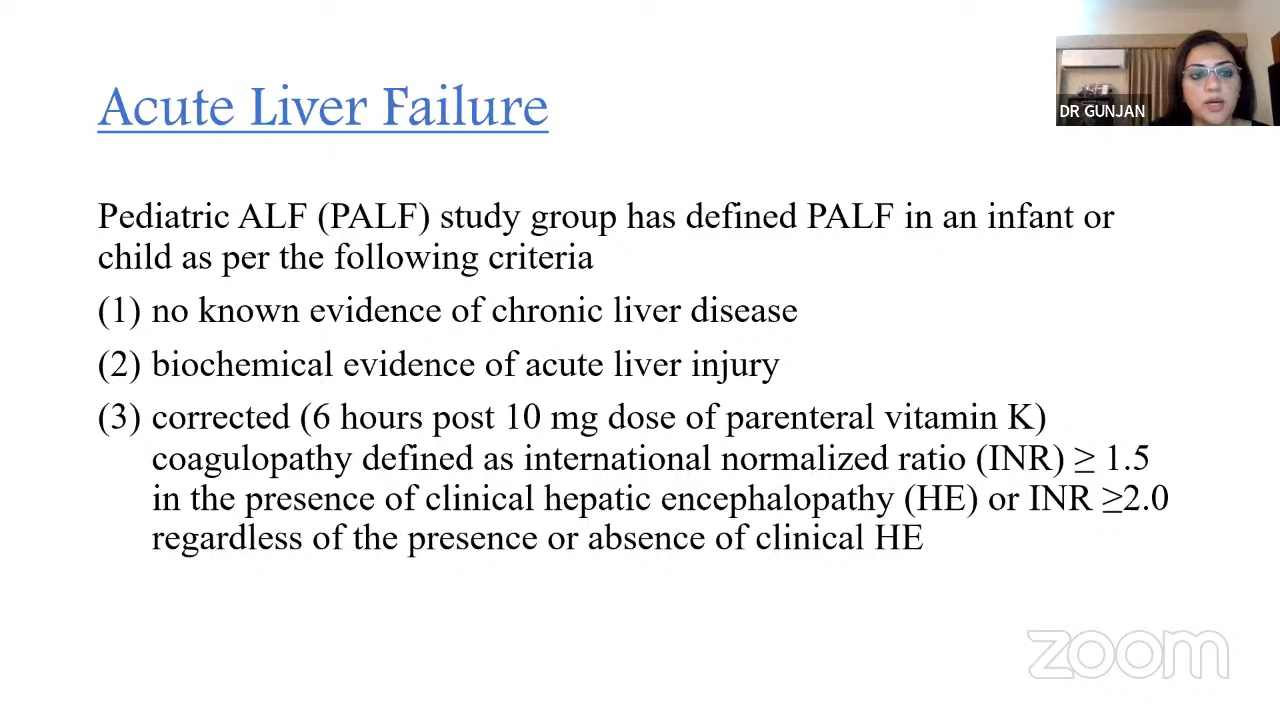 Acute Liver Failure
DR GUNJAN
Pediatric ALF (PALF) study group has defined PALF in an infant or
child as per the following criteria
(1) no known evidence of chronic liver disease
(2) biochemical evidence of acute liver injury
(3) corrected (6 hours post 10 mg dose of parenteral vitamin K)
coagulopathy defined as international normalized ratio (INR) ≥ 1.5
in the presence of clinical hepatic encephalopathy (HE) or INR ≥2.0
regardless of the presence or absence of clinical HE
zoom